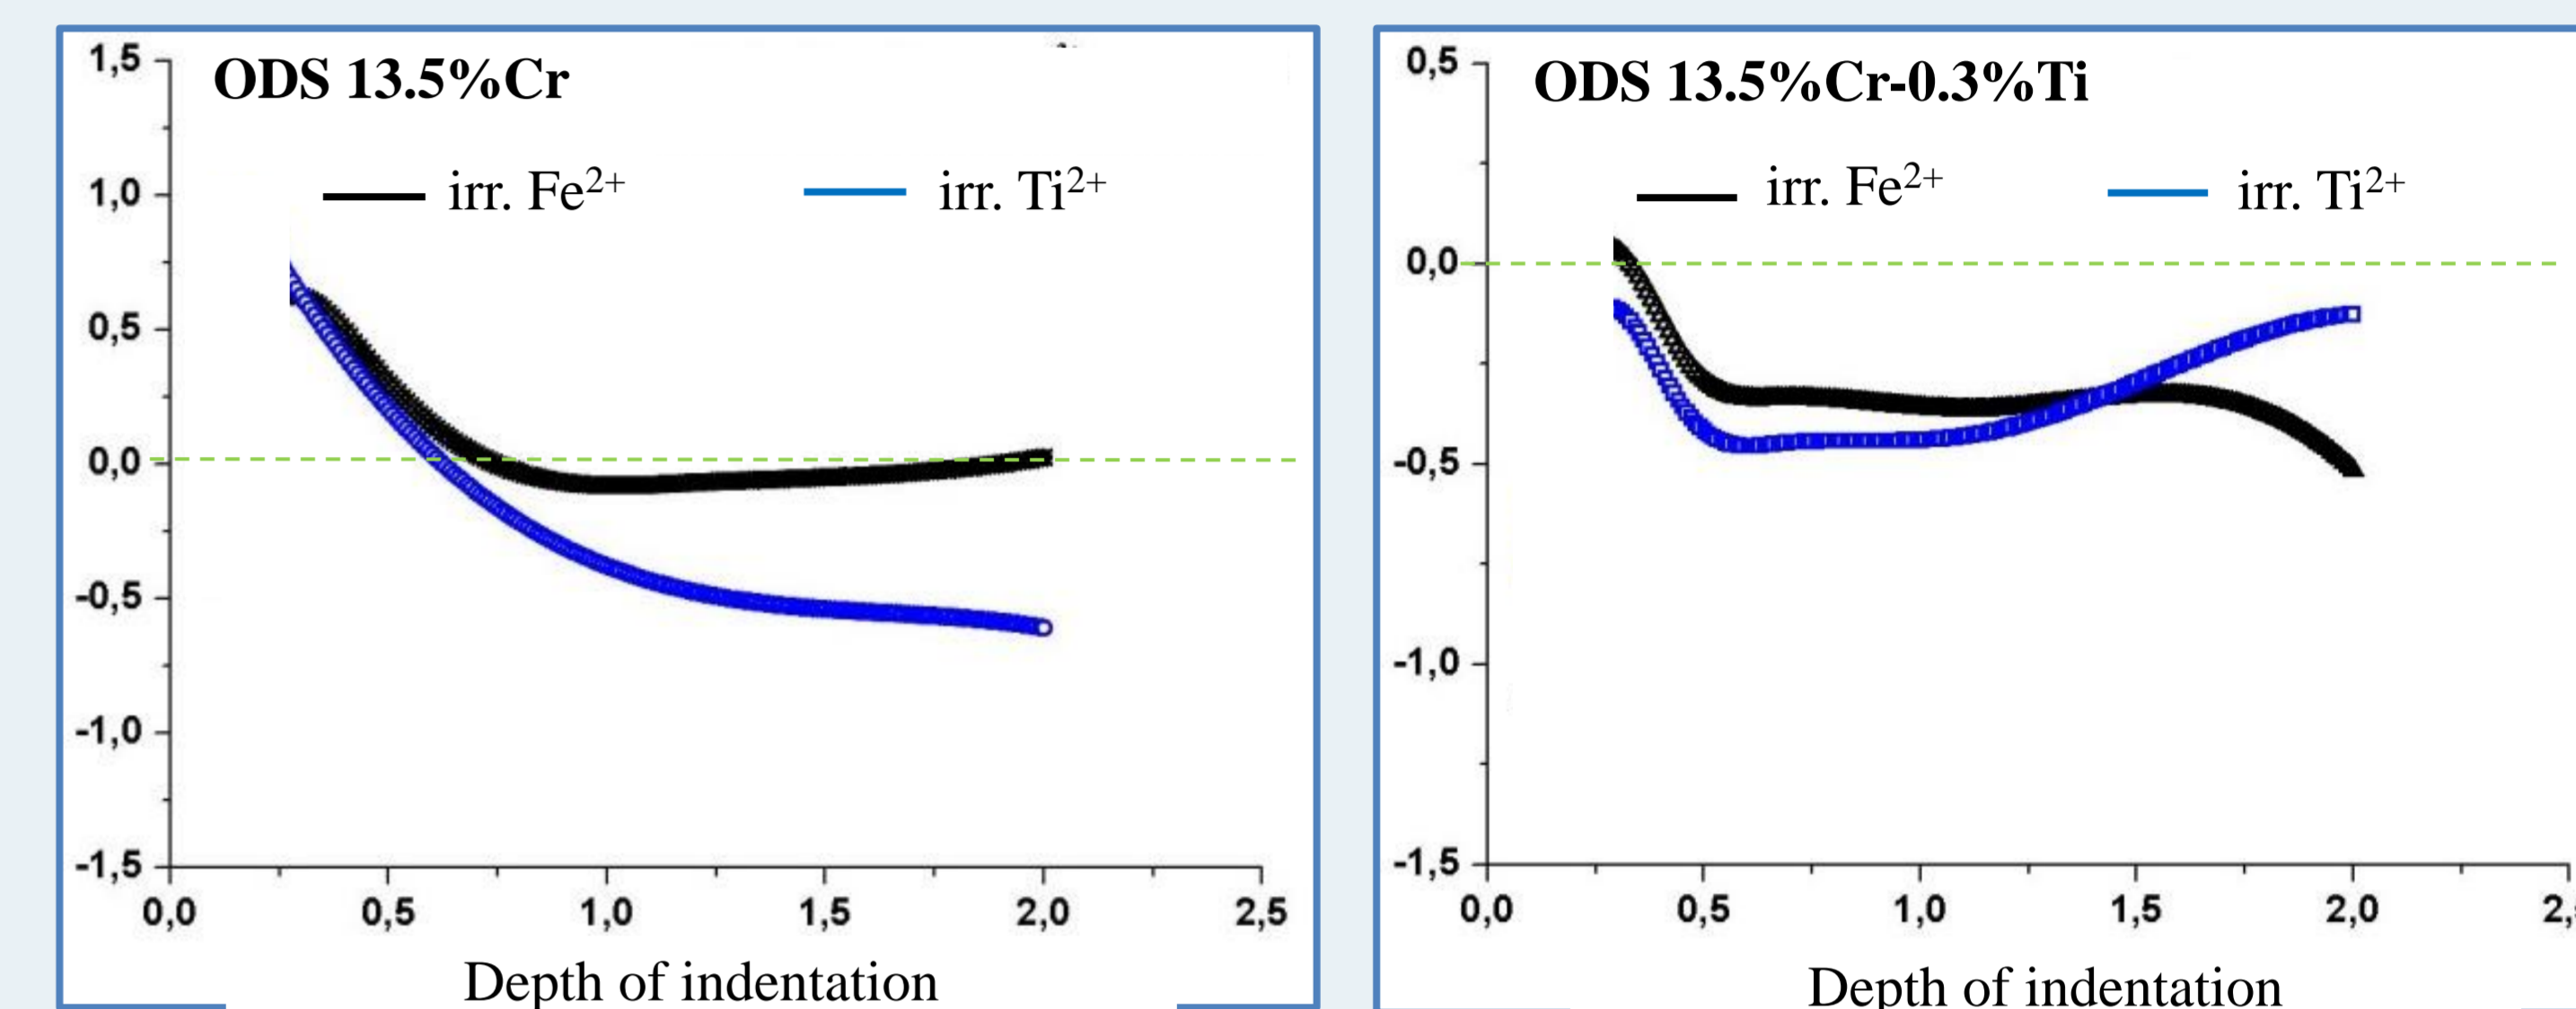 ODS 13.5%Cr
irr. Fe2+
irr. Ti2+
1,5
1,0
0,5
0,0
-0,5
-1,0
-1,5
0,0 0,5 1,0 1,5 2,0 2,5
Depth of indentation
ODS 13.5%Cr-0.3%Ti
irr. Fe2+
irr. Ti2+
0,5
0,0
-0,5
-1,0
-1,5
0,0 0,5 1,0 1,5 2,0
Depth of indentation